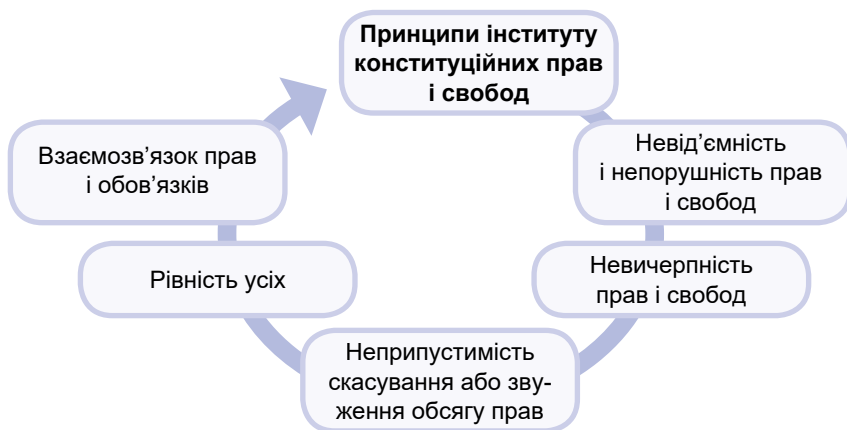 Принципи інституту
конституційних прав
і свобод
Невід’ємність
і непорушність прав
і свобод
Невичерпність
прав і свобод
Неприпустимість
скасування або зву-
ження обсягу прав
Рівність усіх
Взаємозв’язок прав
і обов’язків